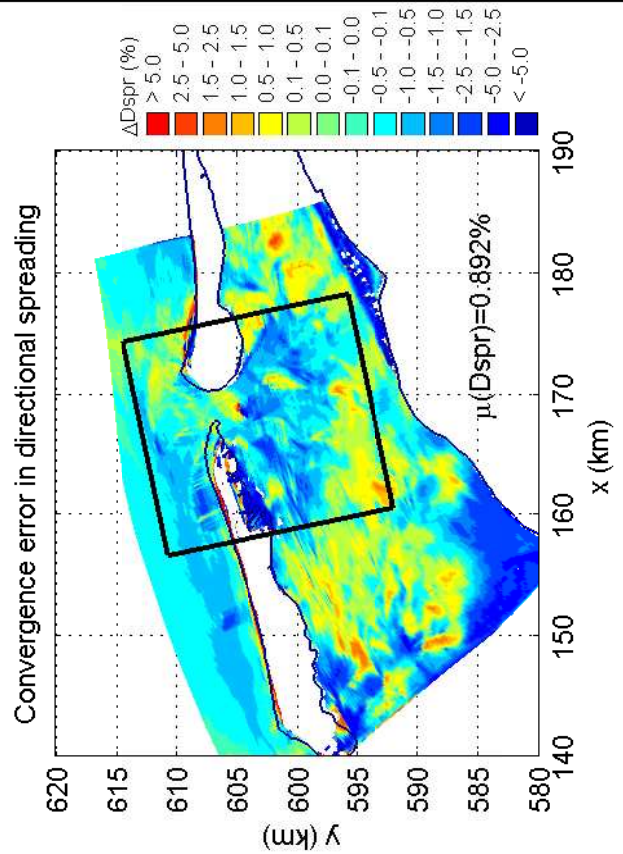 Convergence error in directional spreading
ΔDspr (%)
> 5.0
2.5 - 5.0
1.5 - 2.5
1.0 - 1.5
0.5 - 1.0
0.1 - 0.5
0.0 - 0.1
-0.1 - 0.0
-0.5 - -0.1
-1.0 - -0.5
-1.5 - -1.0
-2.5 - -1.5
-5.0 - -2.5
< -5.0
620
615
610
605
600
595
590
585
580
y (km)
μ(Dspr)=0.892%
140
150
160
170
180
190
x (km)